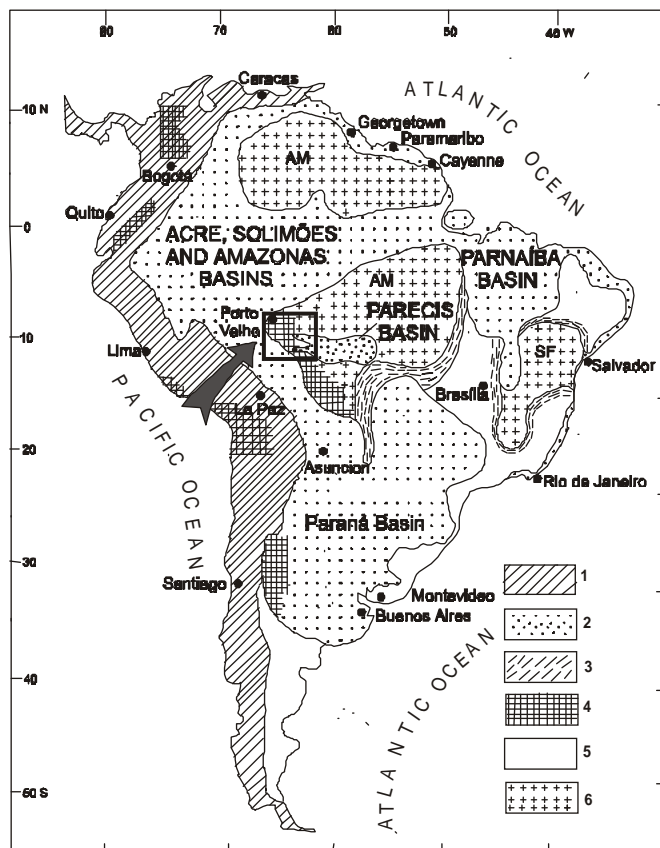 80 70 60 50 40 W
10 N
0
10
20
30
40
50 S
ATLANTIC OCEAN
Caracas
Georgetown
Paramaribo
Cayenne
AM
Bogotá
Quito
ACRE, SOLIMÕES
AND AMAZONAS
BASINS
PARNAÍBA
BASIN
AM
Porto
Velho
PARECIS
BASIN
Lima
SF
Salvador
La Paz
Brasília
PACIFIC OCEAN
Asuncion
Rio de Janeiro
Paraná Basin
Santiago
Montevideo
Buenos Aires
ATLANTIC OCEAN
1
2
3
4
5
6